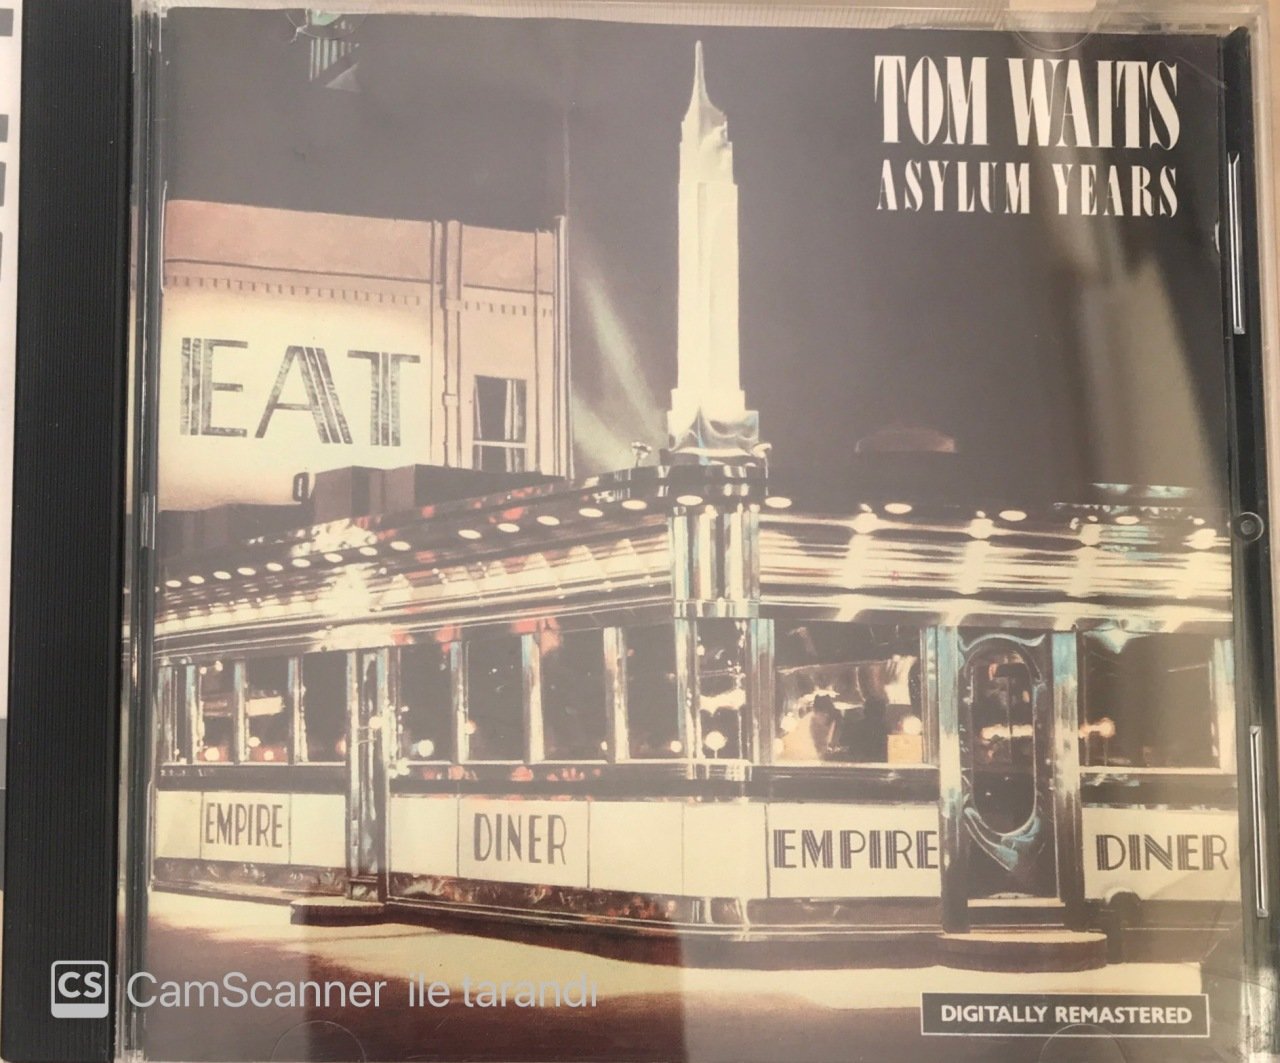 TOM WAITS
ASYLUM YEARS
EAT
EMPIRE DINER EMPIRE DINER
CS CamScanner ile tarandı
DIGITALLY REMASTERED